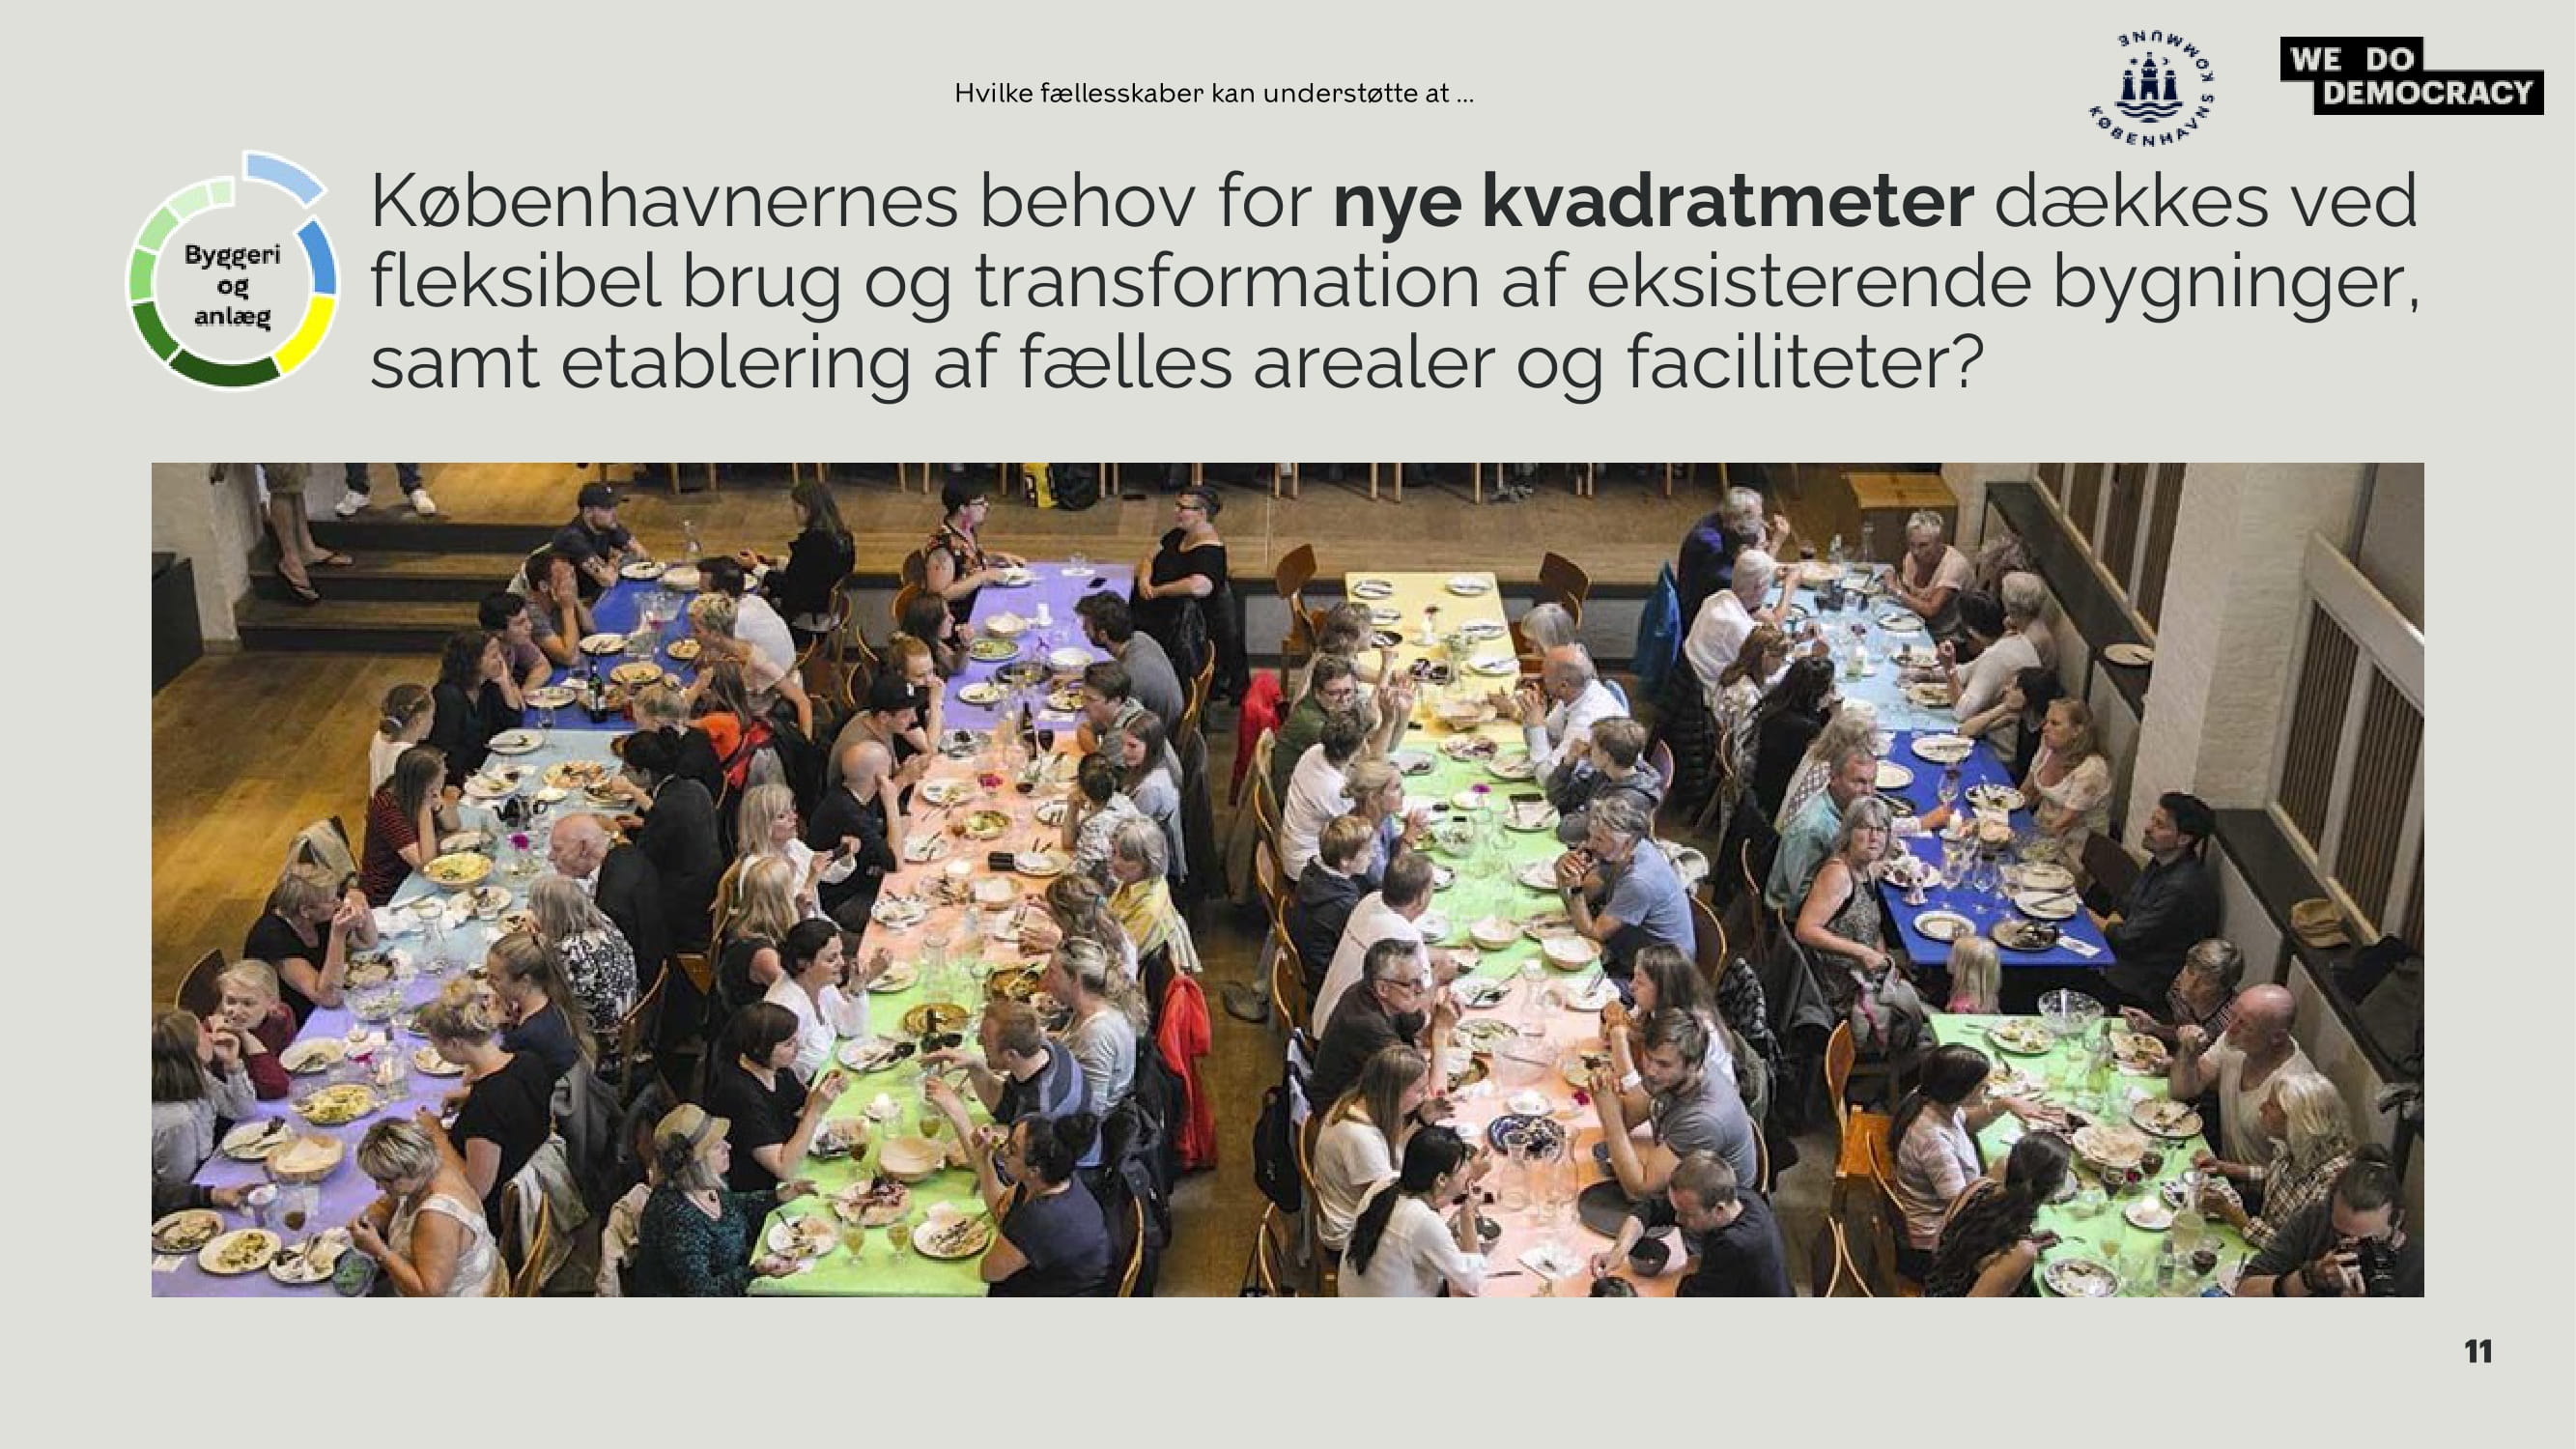 Hvilke fællesskaber kan understøtte at ...
KØBENHAVNS KOMMUNE
WE DO
DEMOCRACY
Byggeri
og
anlæg
Københavnernes behov for nye kvadratmeter dækkes ved
fleksibel brug og transformation af eksisterende bygninger,
samt etablering af fælles arealer og faciliteter?
11